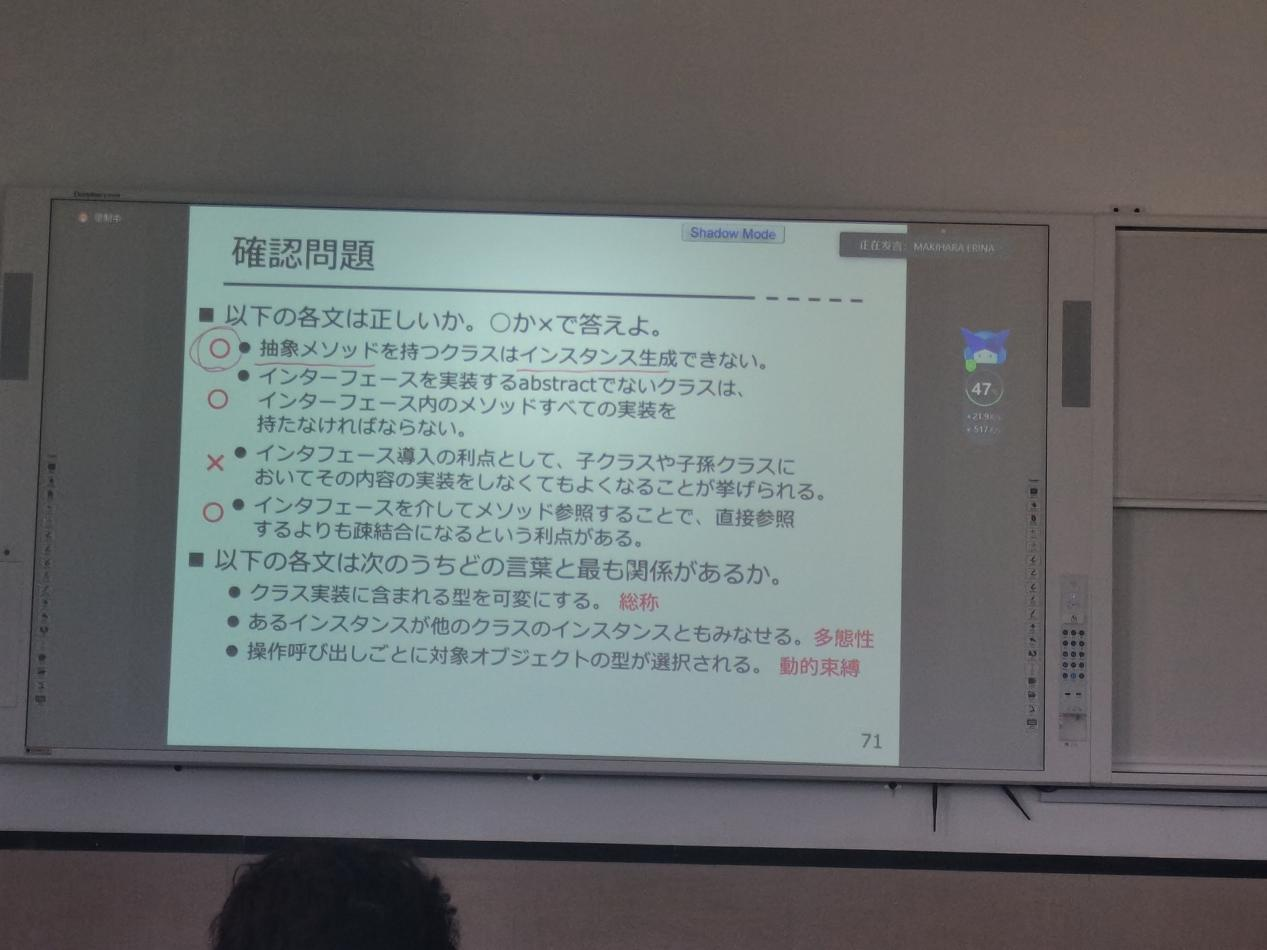 录制中
Shadow Mode
正在发言: MAKIHARA ERINA
確認問題
■ 以下の各文は正しいか。○か×で答えよ。
○ ● 抽象メソッドを持つクラスはインスタンス生成できない。
○ ● インターフェースを実装するabstractでないクラスは、
インターフェース内のメソッドすべての実装を
持たなければならない。
× ● インタフェース導入の利点として、子クラスや子孫クラスに
おいてその内容の実装をしなくてもよくなることが挙げられる。
○ ● インタフェースを介してメソッド参照することで、直接参照
するよりも疎結合になるという利点がある。
■ 以下の各文は次のうちどの言葉と最も関係があるか。
● クラス実装に含まれる型を可変にする。 総称
● あるインスタンスが他のクラスのインスタンスともみなせる。 多態性
● 操作呼び出しごとに対象オブジェクトの型が選択される。 動的束縛
71
47